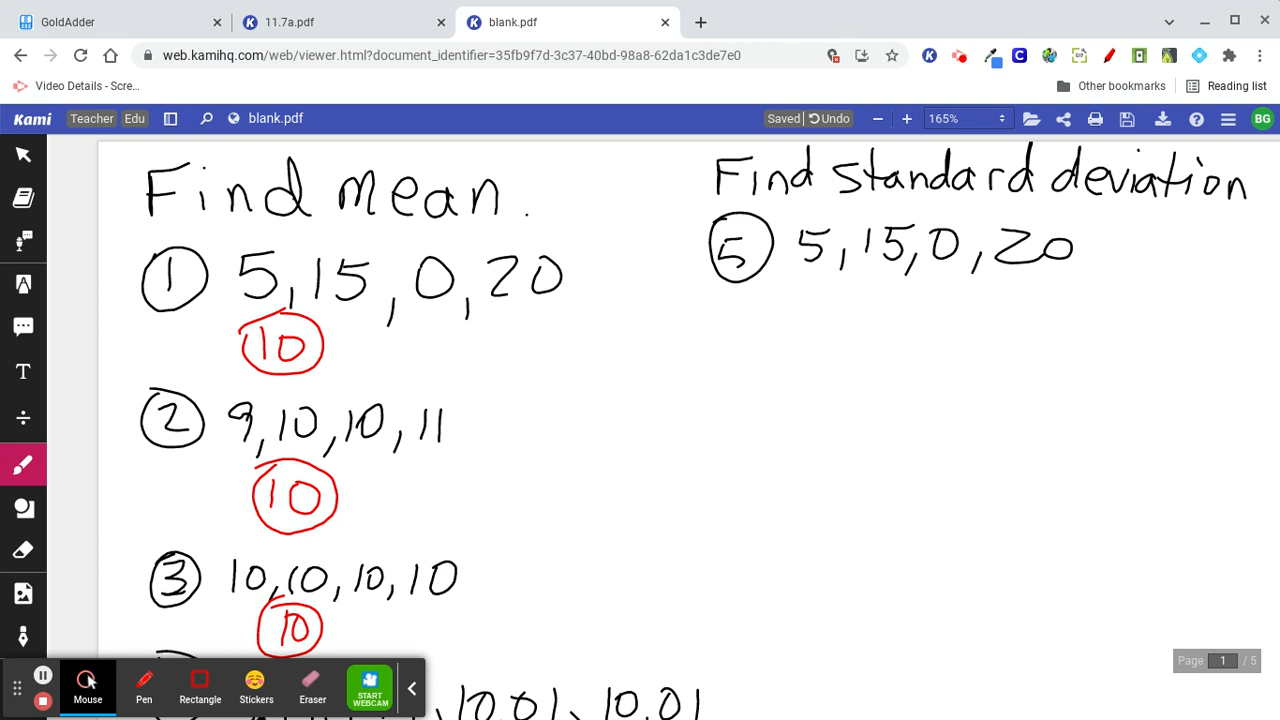 GoldAdder
11.7a.pdf
blank.pdf
web.kamihq.com/web/viewer.html?document_identifier=35fb9f7d-3c37-40bd-98a8-62da1c3de7e0
Video Details - Scre...
Other bookmarks
Reading list
Kami
Teacher
Edu
blank.pdf
Saved
Undo
165%
BG
Find mean.
① 5, 15, 0, 20
10
② 9, 10, 10, 11
10
③ 10, 10, 10, 10
10
, 10.01, 10.01
Find standard deviation
⑤ 5, 15, 0, 20
Page 1 / 5
Mouse
Pen
Rectangle
Stickers
Eraser
START WEBCAM